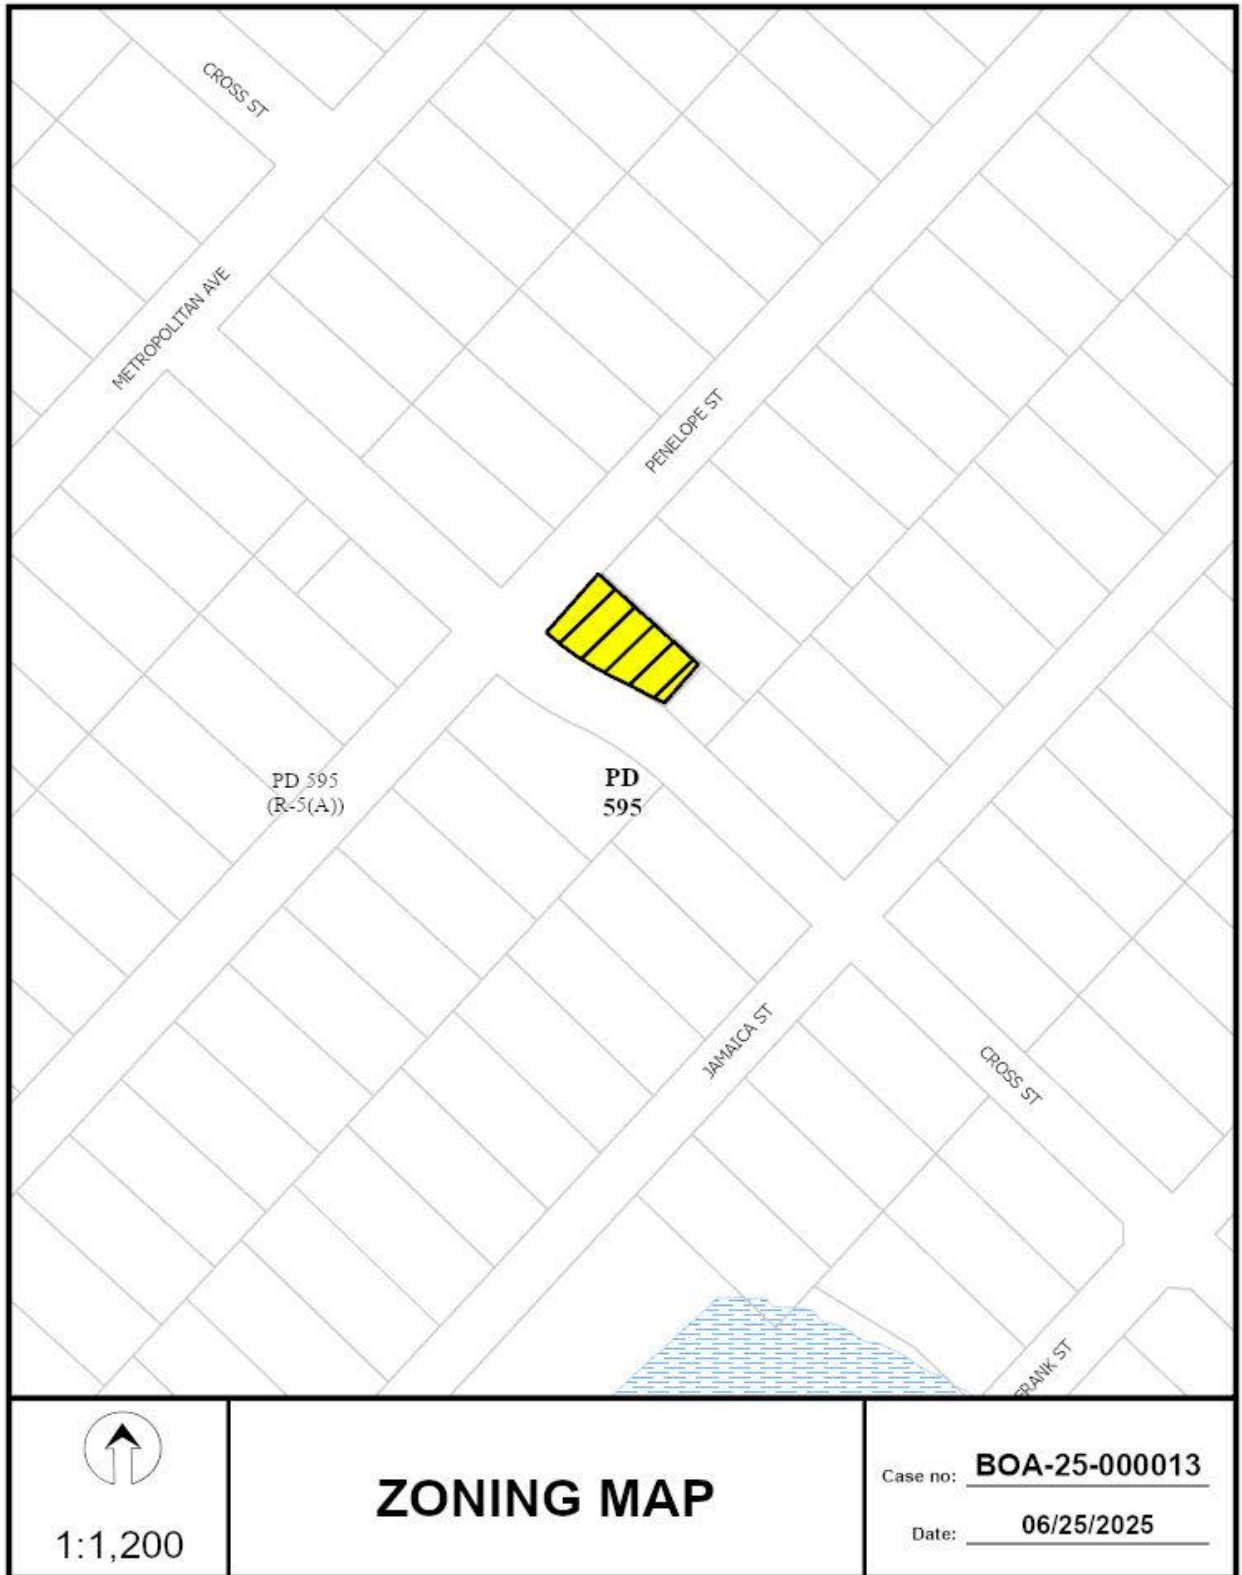 CROSS ST
METROPOLITAN AVE
PENELOPE ST
PD 595
(R-5(A))
PD
595
JAMAICA ST
CROSS ST
FRANK ST
1:1,200
ZONING MAP
Case no: BOA-25-000013
Date: 06/25/2025